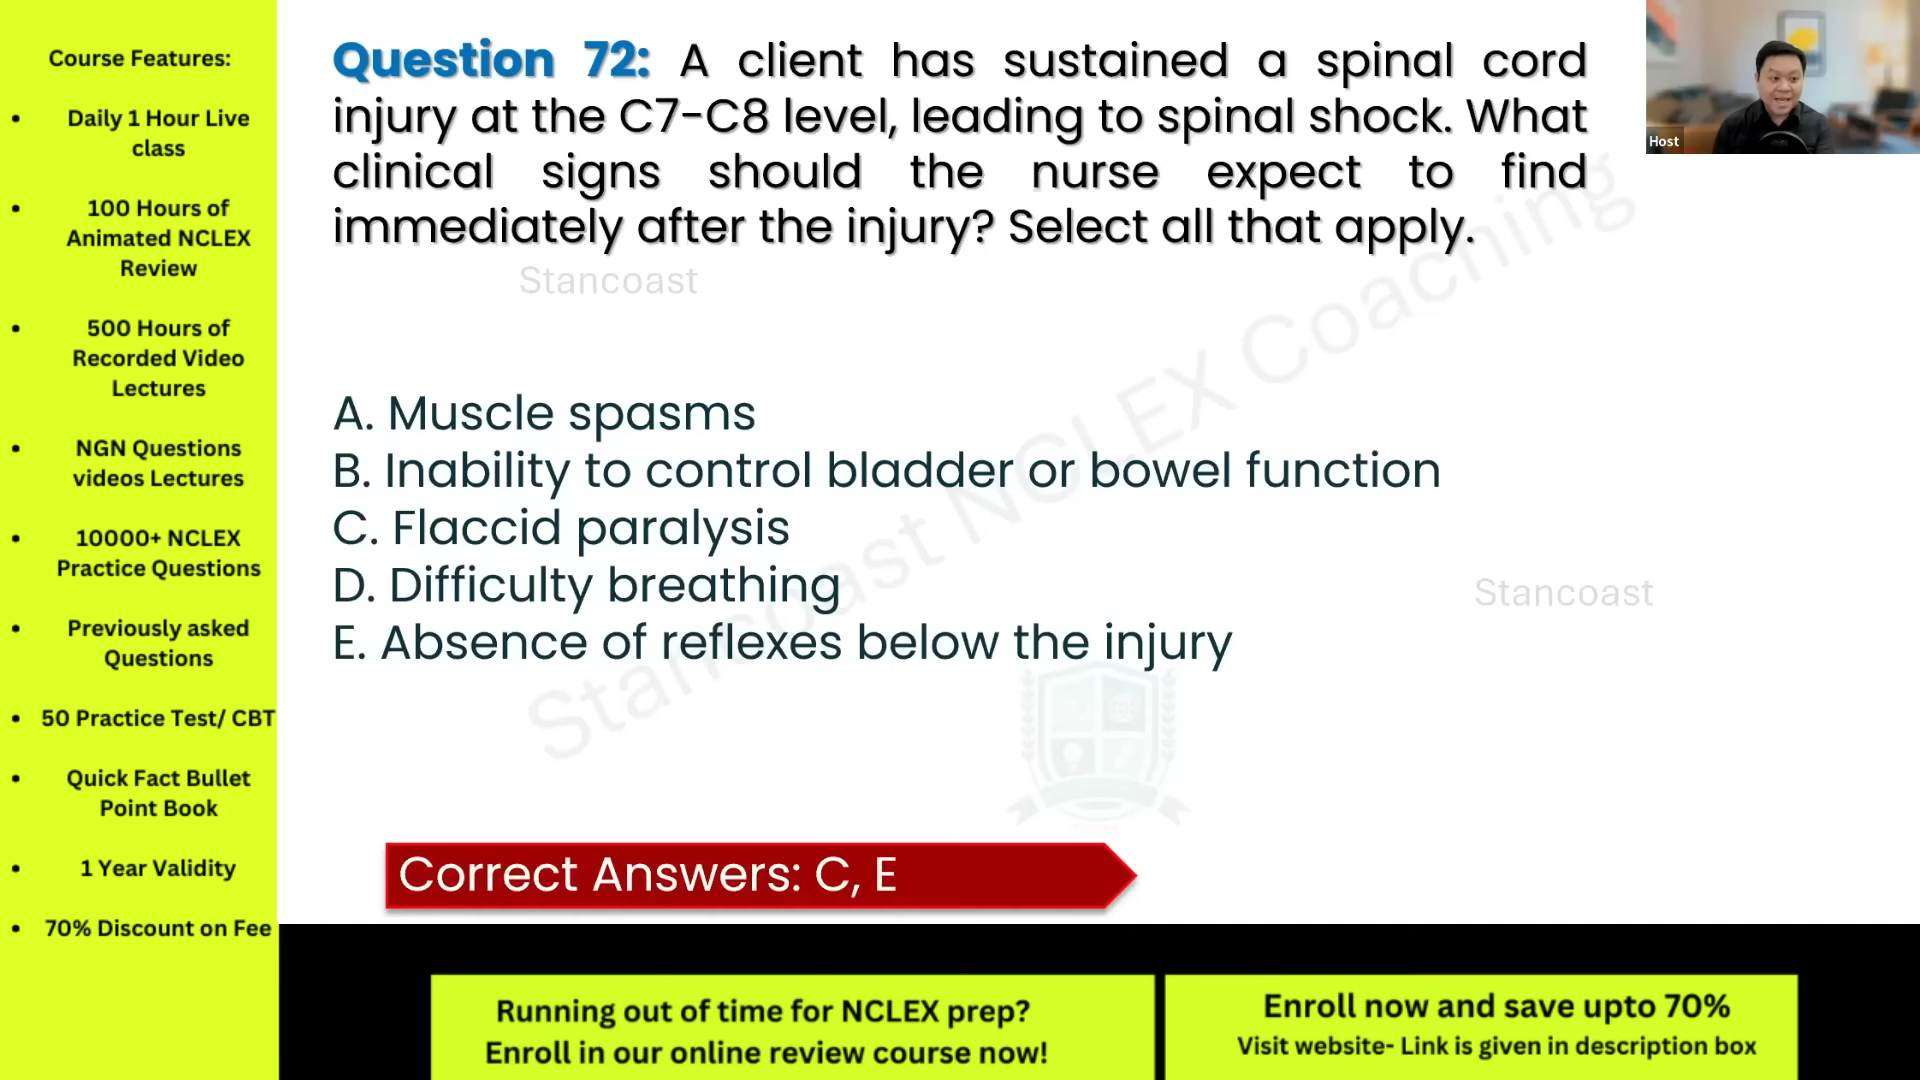 Course Features:
• Daily 1 Hour Live
class
• 100 Hours of
Animated NCLEX
Review
• 500 Hours of
Recorded Video
Lectures
• NGN Questions
videos Lectures
• 10000+ NCLEX
Practice Questions
• Previously asked
Questions
• 50 Practice Test/ CBT
• Quick Fact Bullet
Point Book
• 1 Year Validity
• 70% Discount on Fee
Question 72: A client has sustained a spinal cord
injury at the C7-C8 level, leading to spinal shock. What
clinical signs should the nurse expect to find
immediately after the injury? Select all that apply.
Stancoast
A. Muscle spasms
B. Inability to control bladder or bowel function
C. Flaccid paralysis
D. Difficulty breathing
E. Absence of reflexes below the injury
Stancoast NCLEX Coaching
Stancoast
Correct Answers: C, E
Host
Running out of time for NCLEX prep?
Enroll in our online review course now!
Enroll now and save upto 70%
Visit website- Link is given in description box